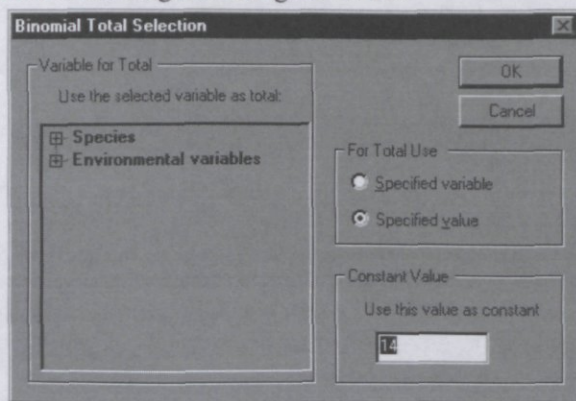 Binomial Total Selection
Variable for Total
Use the selected variable as total:
Species
Environmental variables
OK
Cancel
For Total Use
Specified variable
Specified value
Constant Value
Use this value as constant
14